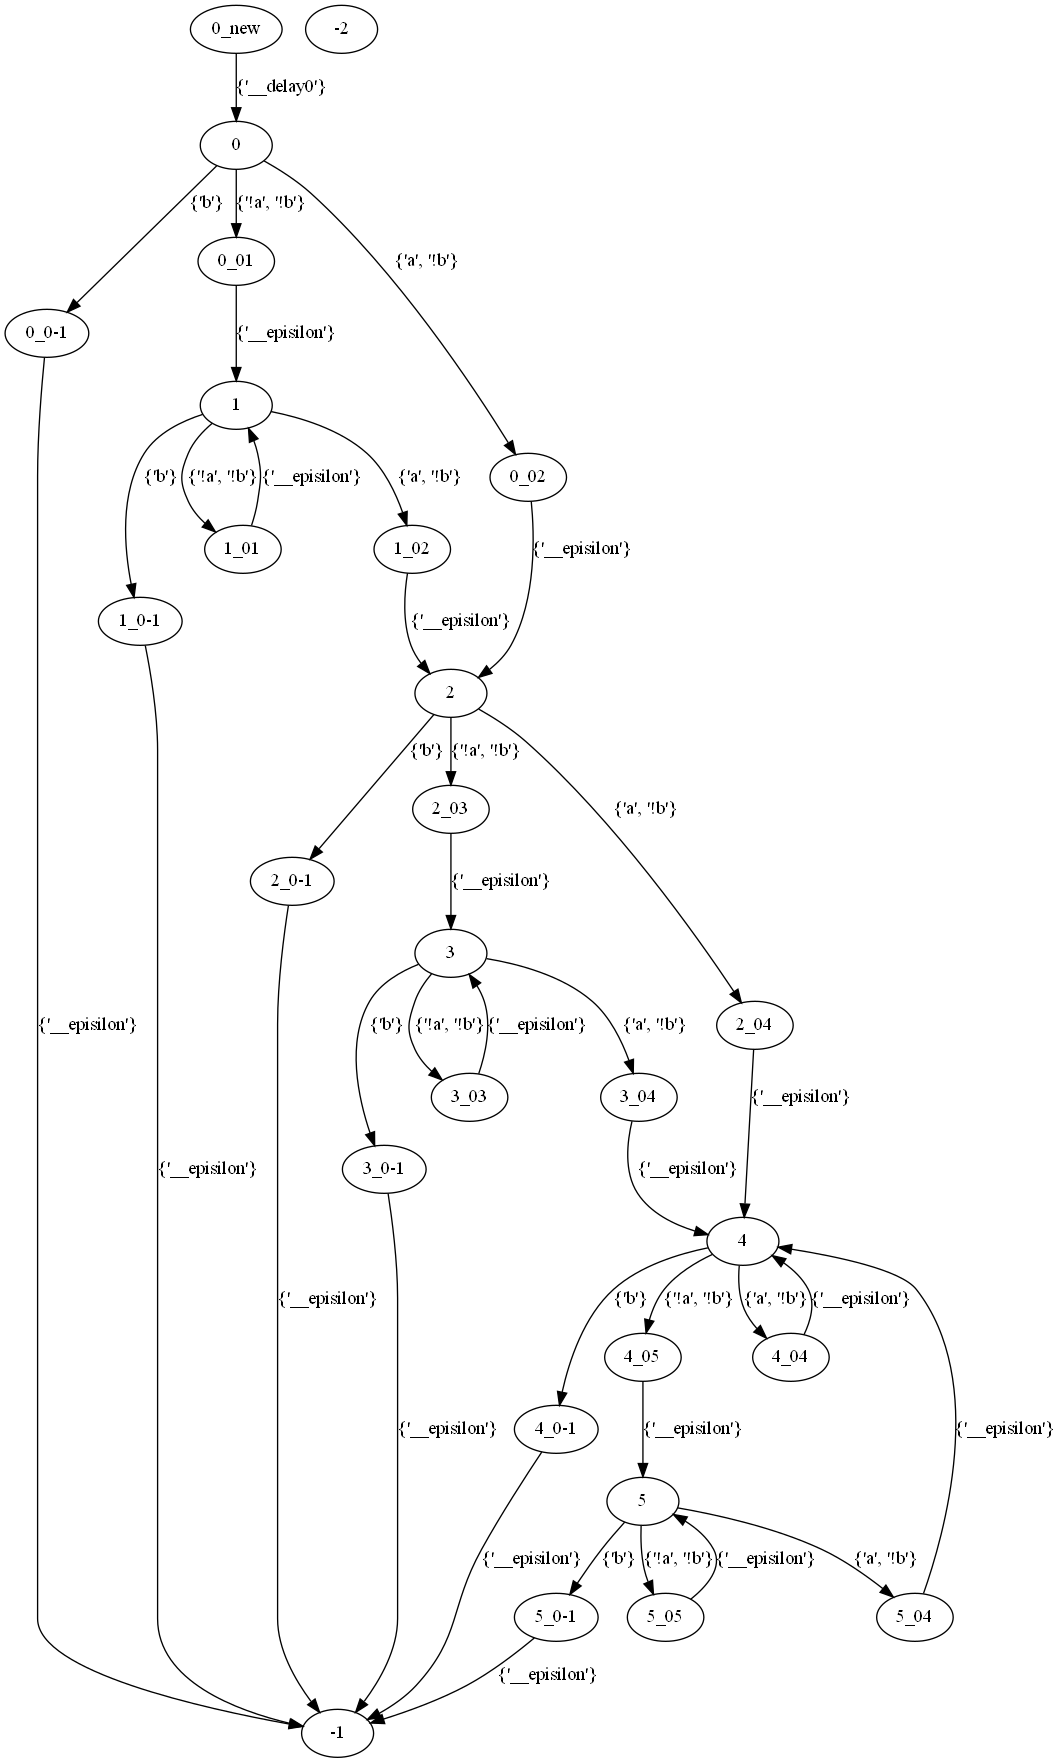 0_new
-2
{'__delay0'}
0
{'b'}
{'!a', '!b'}
{'a', '!b'}
0_01
0_0-1
{'__episilon'}
1
{'b'}
{'!a', '!b'}
{'__episilon'}
{'a', '!b'}
0_02
1_01
1_02
{'__episilon'}
1_0-1
{'__episilon'}
2
{'b'}
{'!a', '!b'}
{'a', '!b'}
2_03
2_0-1
{'__episilon'}
3
{'__episilon'}
{'b'}
{'!a', '!b'}
{'__episilon'}
{'a', '!b'}
2_04
3_03
3_04
{'__episilon'}
{'__episilon'}
3_0-1
{'__episilon'}
4
{'__episilon'}
{'b'}
{'!a', '!b'}
{'a', '!b'}
{'__episilon'}
4_05
4_04
4_0-1
{'__episilon'}
{'__episilon'}
{'__episilon'}
5
{'__episilon'}
{'b'}
{'!a', '!b'}
{'__episilon'}
{'a', '!b'}
5_0-1
5_05
5_04
{'__episilon'}
-1